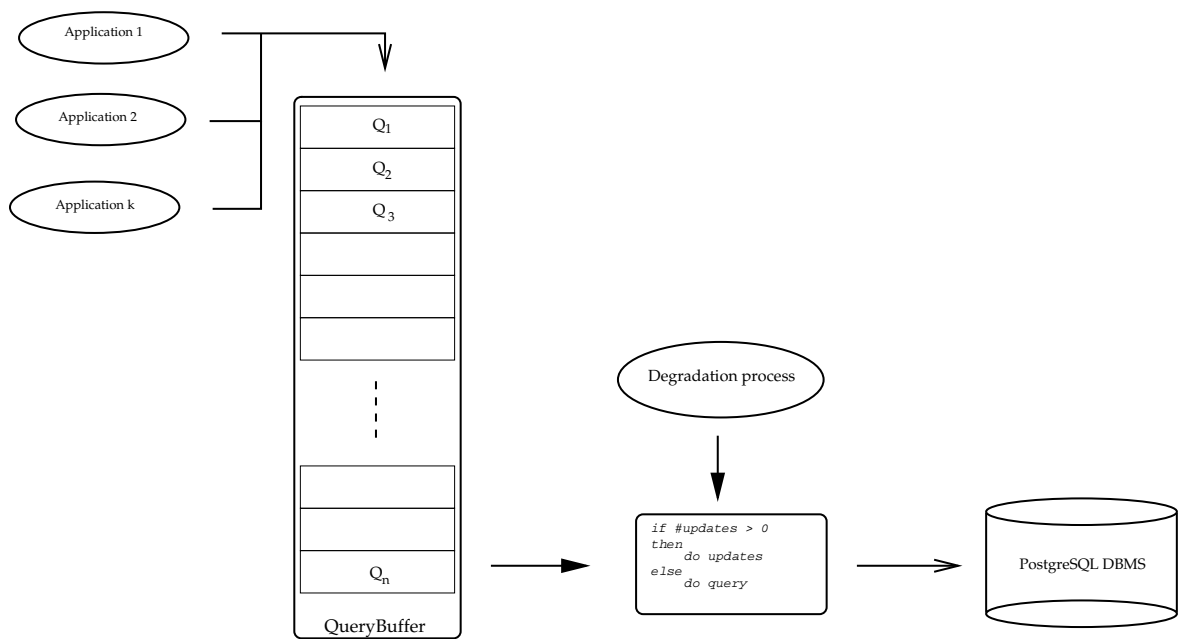 Application 1
Application 2
Application k
Q1
Q2
Q3
Qn
QueryBuffer
Degradation process
if #updates > 0
then
do updates
else
do query
PostgreSQL DBMS